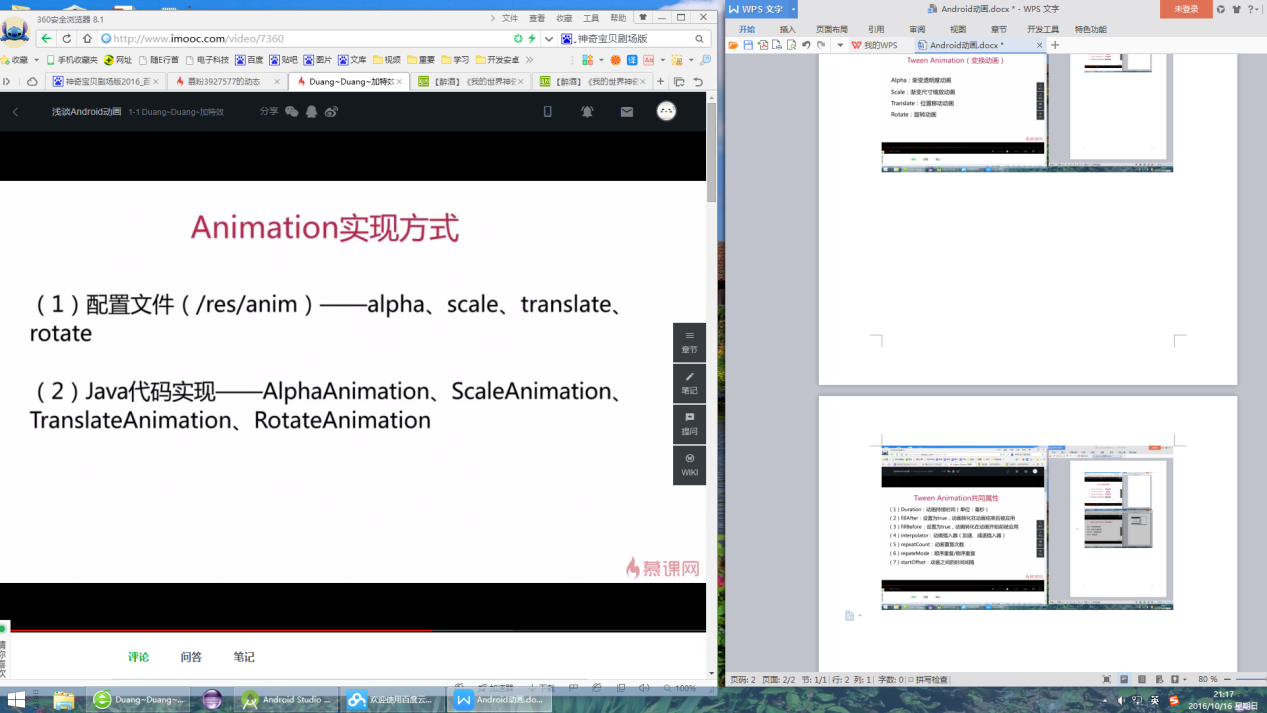 360安全浏览器 8.1
文件 查看 收藏 工具 帮助
http://www.imooc.com/video/7360
神奇宝贝剧场版
收藏 手机收藏夹 网址 随E行首 电子科技 百度 贴吧 图片 文库 视频 重要 学习 开发安卓
神奇宝贝剧场版2016_百
慕粉3927577的动态
Duang~Duang~加特效
【醉酒】《我的世界神奇
【醉酒】《我的世界神奇
浅谈Android动画 1-1 Duang~Duang~加特效 分享
Animation实现方式
（1）配置文件（/res/anim）——alpha、scale、translate、
rotate
（2）Java代码实现——AlphaAnimation、ScaleAnimation、
TranslateAnimation、RotateAnimation
章节
笔记
提问
WIKI
慕课网
评论 问答 笔记
猜你喜欢
加速器 下载 100%
WPS 文字
Android动画.docx * - WPS 文字
未登录
开始 插入 页面布局 引用 审阅 视图 章节 开发工具 特色功能
我的WPS
Android动画.docx *
Tween Animation（变换动画）
Alpha：渐变透明度动画
Scale：渐变尺寸缩放动画
Translate：位置移动动画
Rotate：旋转动画
Tween Animation共同属性
（1）Duration：动画持续时间（单位：毫秒）
（2）fillAfter：设置为true，动画转化在动画结束后被应用
（3）fillBefore：设置为true，动画转化在动画开始前被应用
（4）interpolator：动画插入器（加速、减速插入器）
（5）repeatCount：动画重复次数
（6）repateMode：顺序重复/倒序重复
（7）startOffset：动画之间的时间间隔
页码: 2 页面: 2/2 节: 1/1 行: 2 列: 1 字数: 0 拼写检查
80 %
Duang~Duang~...
Android Studio ...
欢迎使用百度云...
Android动画.do...
英
21:17
2016/10/16 星期日